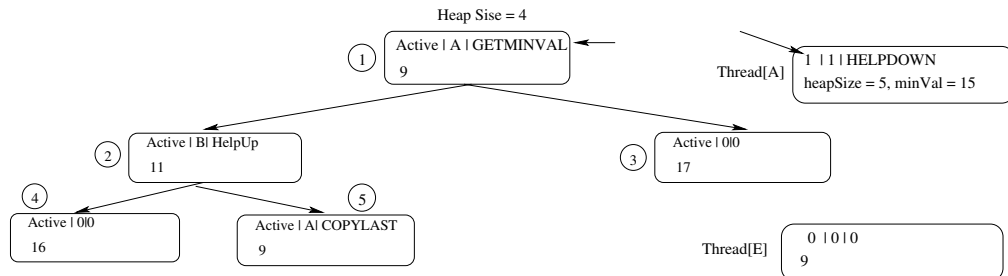 Heap Sise = 4
1
Active | A | GETMINVAL
9
Thread[A]
1 | 1 | HELPDOWN
heapSize = 5, minVal = 15
2
Active | B| HelpUp
11
3
Active | 0|0
17
4
Active | 0|0
16
5
Active | A| COPYLAST
9
Thread[E]
0 | 0 | 0
9